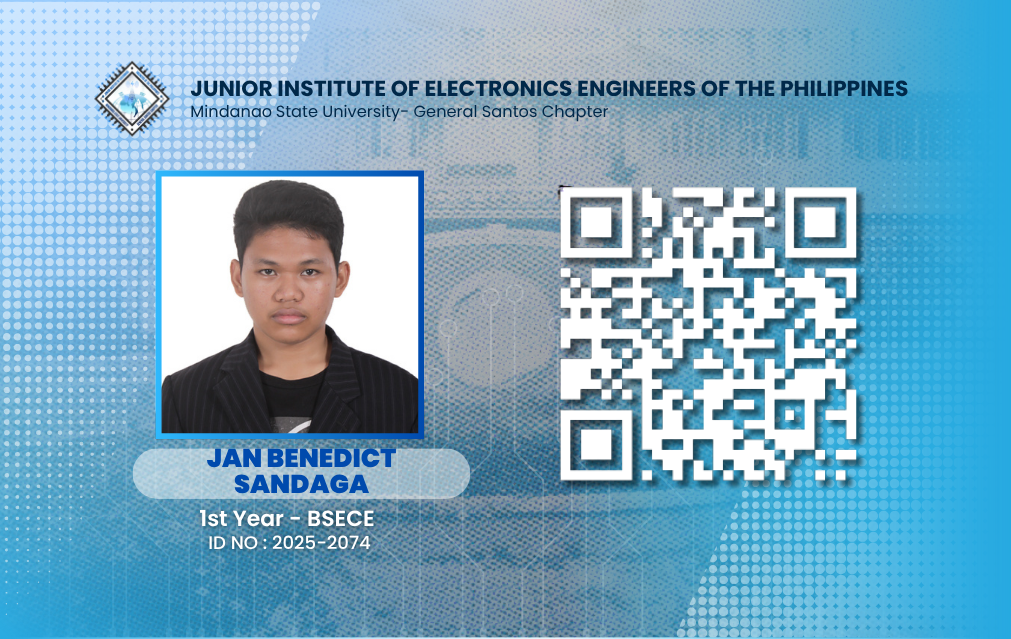 JUNIOR INSTITUTE OF ELECTRONICS ENGINEERS OF THE PHILIPPINES
Mindanao State University- General Santos Chapter
JAN BENEDICT
SANDAGA
1st Year - BSECE
ID NO : 2025-2074